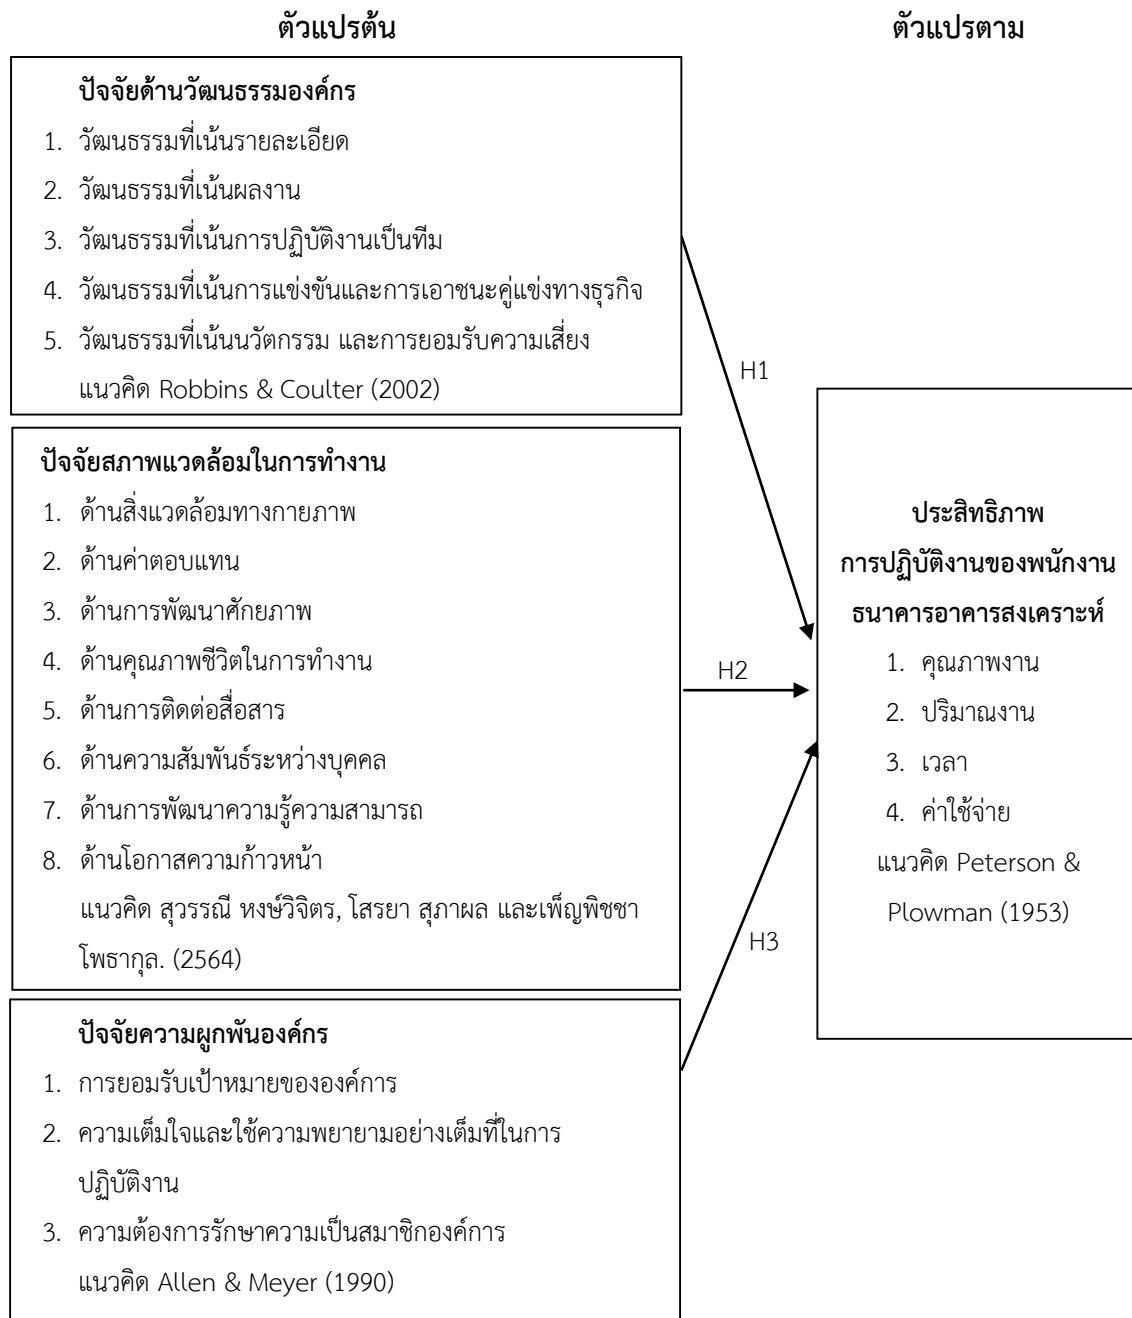 ตัวแปรต้น
ตัวแปรตาม
ปัจจัยด้านวัฒนธรรมองค์กร
1. วัฒนธรรมที่เน้นรายละเอียด
2. วัฒนธรรมที่เน้นผลงาน
3. วัฒนธรรมที่เน้นการปฏิบัติงานเป็นทีม
4. วัฒนธรรมที่เน้นการแข่งขันและการเอาชนะคู่แข่งทางธุรกิจ
5. วัฒนธรรมที่เน้นนวัตกรรม และการยอมรับความเสี่ยง
แนวคิด Robbins & Coulter (2002)
H1
ปัจจัยสภาพแวดล้อมในการทำงาน
1. ด้านสิ่งแวดล้อมทางกายภาพ
2. ด้านค่าตอบแทน
3. ด้านการพัฒนาศักยภาพ
4. ด้านคุณภาพชีวิตในการทำงาน
5. ด้านการติดต่อสื่อสาร
6. ด้านความสัมพันธ์ระหว่างบุคคล
7. ด้านการพัฒนาความรู้ความสามารถ
8. ด้านโอกาสความก้าวหน้า
แนวคิด สุวรรณี หงษ์วิจิตร, โสรยา สุภาผล และเพ็ญพิชชา
โพธากุล. (2564)
H2
ปัจจัยความผูกพันองค์กร
1. การยอมรับเป้าหมายขององค์การ
2. ความเต็มใจและใช้ความพยายามอย่างเต็มที่ในการ
ปฏิบัติงาน
3. ความต้องการรักษาความเป็นสมาชิกองค์การ
แนวคิด Allen & Meyer (1990)
H3
ประสิทธิภาพ
การปฏิบัติงานของพนักงาน
ธนาคารอาคารสงเคราะห์
1. คุณภาพงาน
2. ปริมาณงาน
3. เวลา
4. ค่าใช้จ่าย
แนวคิด Peterson &
Plowman (1953)